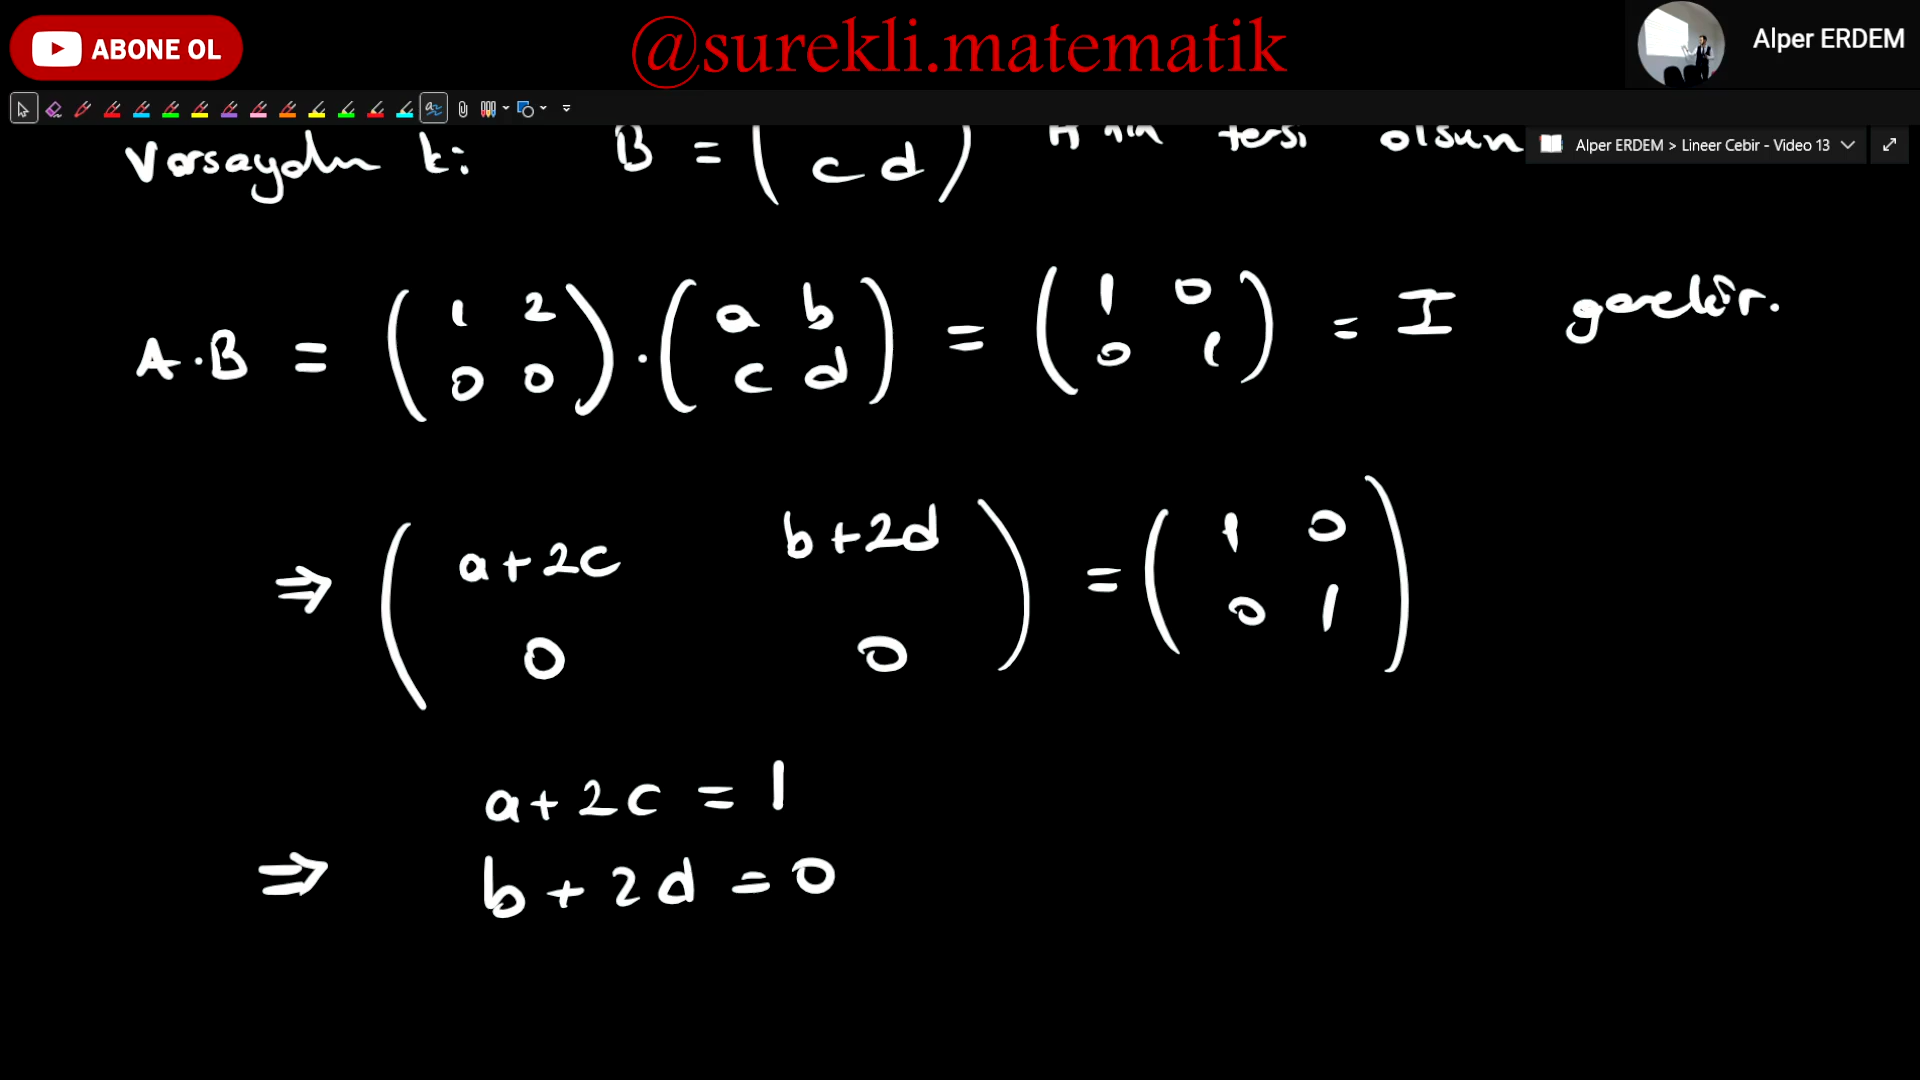 ABONE OL
@surekli.matematik
Alper ERDEM
Alper ERDEM > Lineer Cebir - Video 13
Varsayalım ki B = ( c d ) A'nın tersi olsun
A·B = ( 1 2 0 0 ) · ( a b c d ) = ( 1 0 0 1 ) = I gerekir.
⇒ ( a+2c b+2d 0 0 ) = ( 1 0 0 1 )
a+2c = 1
⇒ b+2d = 0